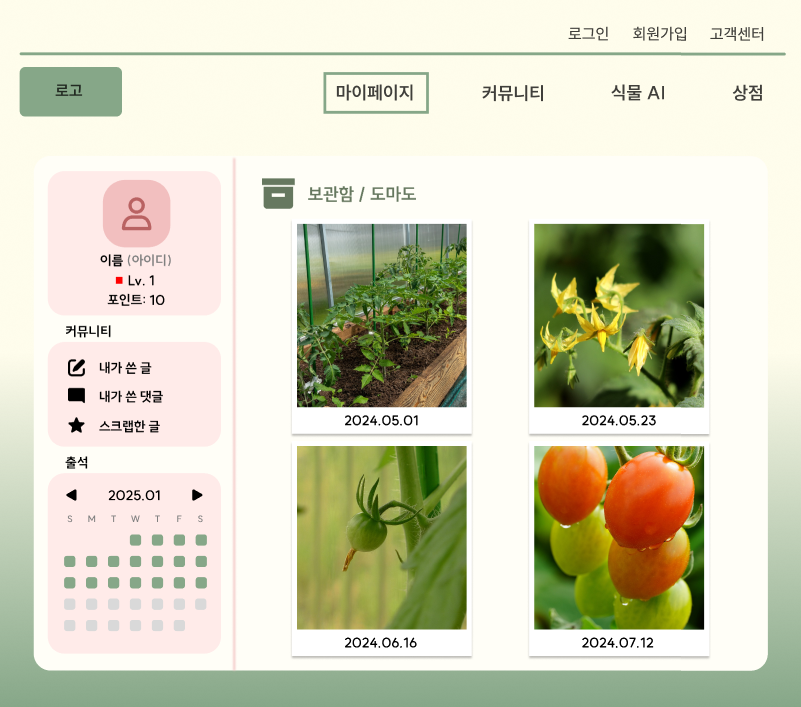 로그인 회원가입 고객센터
로고 마이페이지 커뮤니티 식물 AI 상점
이름 (아이디)
Lv. 1
포인트: 10
커뮤니티
내가 쓴 글
내가 쓴 댓글
스크랩한 글
출석
2025.01
S M T W T F S
보관함 / 도마도
2024.05.01
2024.05.23
2024.06.16
2024.07.12